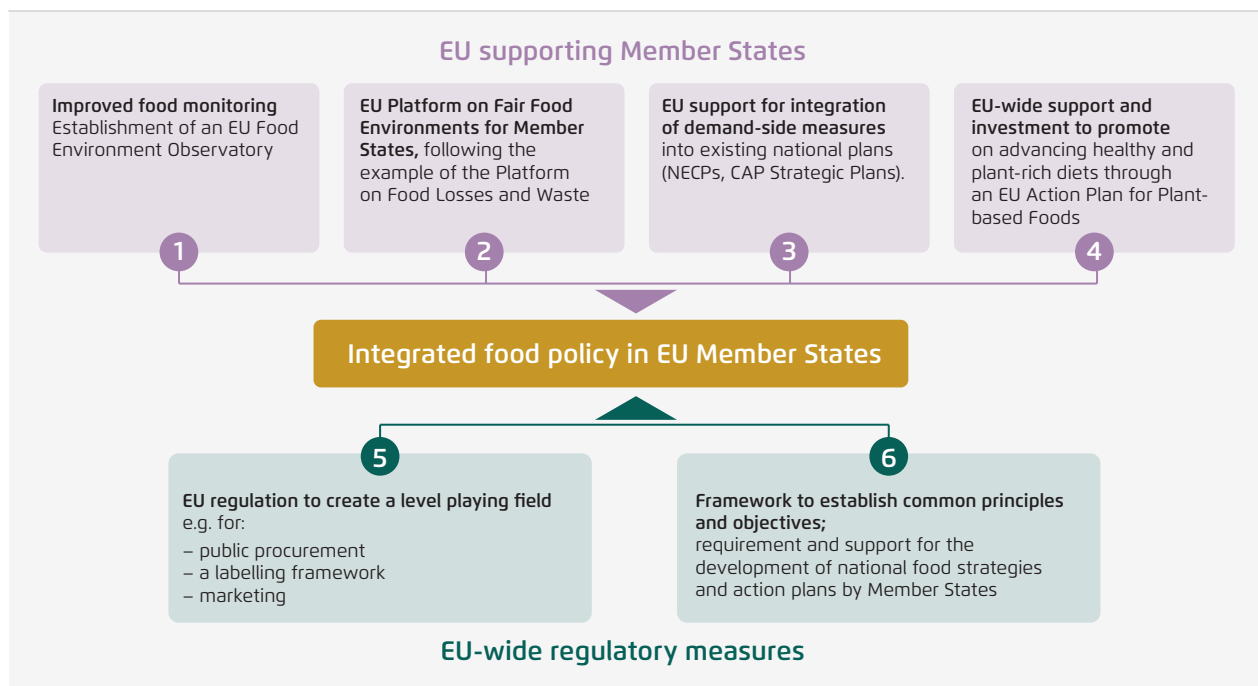 EU supporting Member States
Improved food monitoring
Establishment of an EU Food
Environment Observatory
1
EU Platform on Fair Food
Environments for Member
States, following the
example of the Platform
on Food Losses and Waste
2
EU support for integration
of demand-side measures
into existing national plans
(NECPs, CAP Strategic Plans).
3
EU-wide support and
investment to promote
on advancing healthy and
plant-rich diets through
an EU Action Plan for Plant-
based Foods
4
Integrated food policy in EU Member States
5
EU regulation to create a level playing field
e.g. for:
– public procurement
– a labelling framework
– marketing
6
Framework to establish common principles
and objectives;
requirement and support for the
development of national food strategies
and action plans by Member States
EU-wide regulatory measures